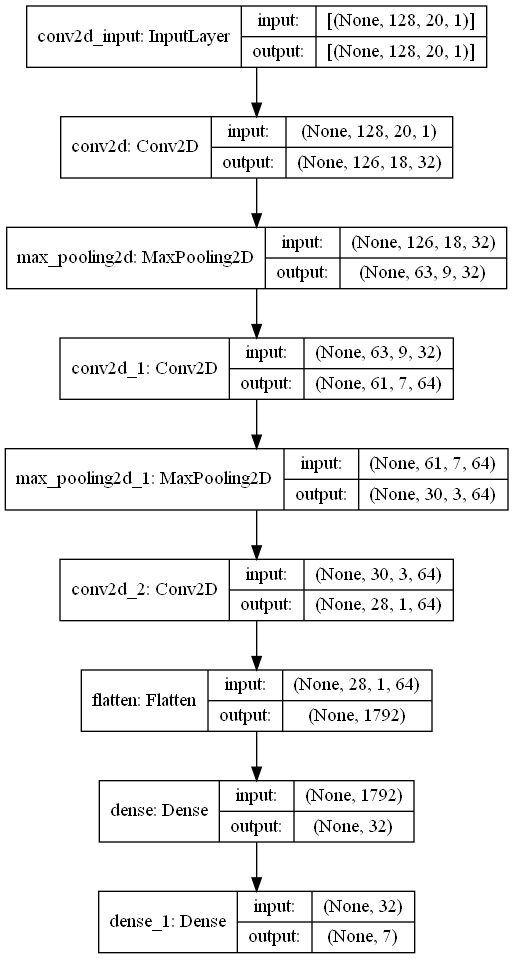 conv2d_input: InputLayer
input: [(None, 128, 20, 1)]
output: [(None, 128, 20, 1)]
conv2d: Conv2D
input: (None, 128, 20, 1)
output: (None, 126, 18, 32)
max_pooling2d: MaxPooling2D
input: (None, 126, 18, 32)
output: (None, 63, 9, 32)
conv2d_1: Conv2D
input: (None, 63, 9, 32)
output: (None, 61, 7, 64)
max_pooling2d_1: MaxPooling2D
input: (None, 61, 7, 64)
output: (None, 30, 3, 64)
conv2d_2: Conv2D
input: (None, 30, 3, 64)
output: (None, 28, 1, 64)
flatten: Flatten
input: (None, 28, 1, 64)
output: (None, 1792)
dense: Dense
input: (None, 1792)
output: (None, 32)
dense_1: Dense
input: (None, 32)
output: (None, 7)